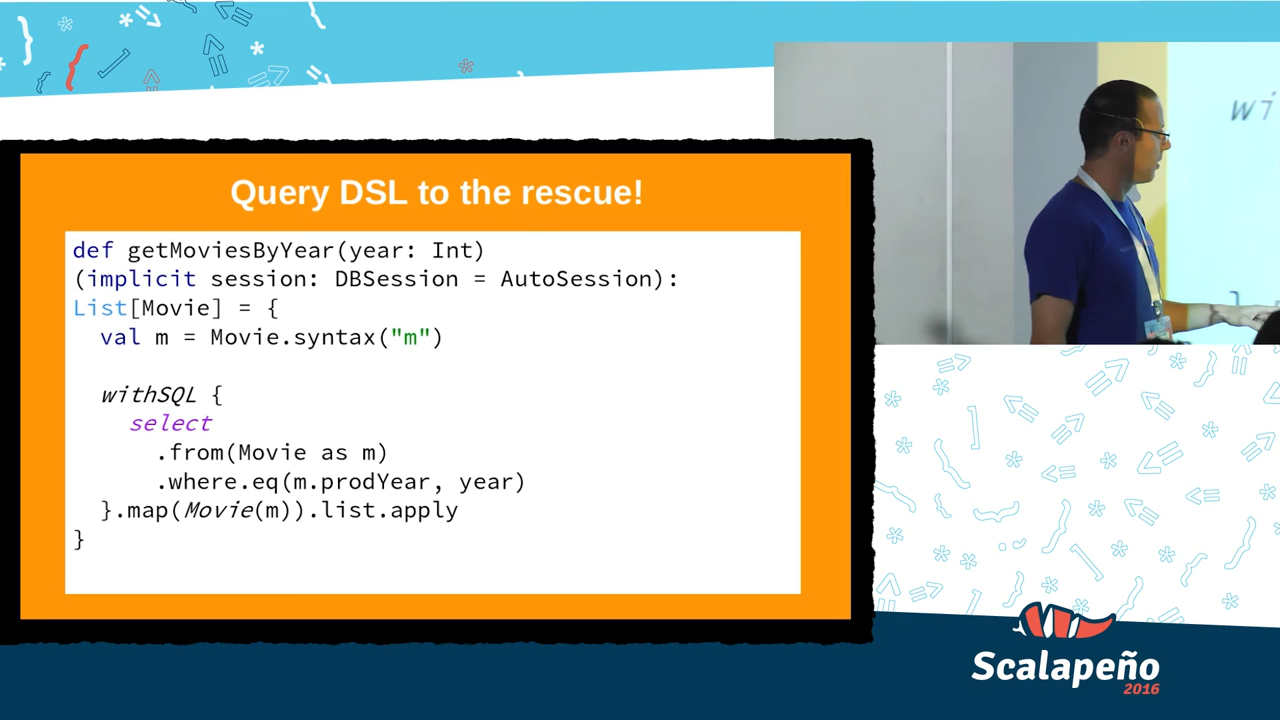 Query DSL to the rescue!
def getMoviesByYear(year: Int)
(implicit session: DBSession = AutoSession):
List[Movie] = {
  val m = Movie.syntax("m")
  withSQL {
    select
      .from(Movie as m)
      .where.eq(m.prodYear, year)
  }.map(Movie(m)).list.apply
}
wi
Scalapeño
2016